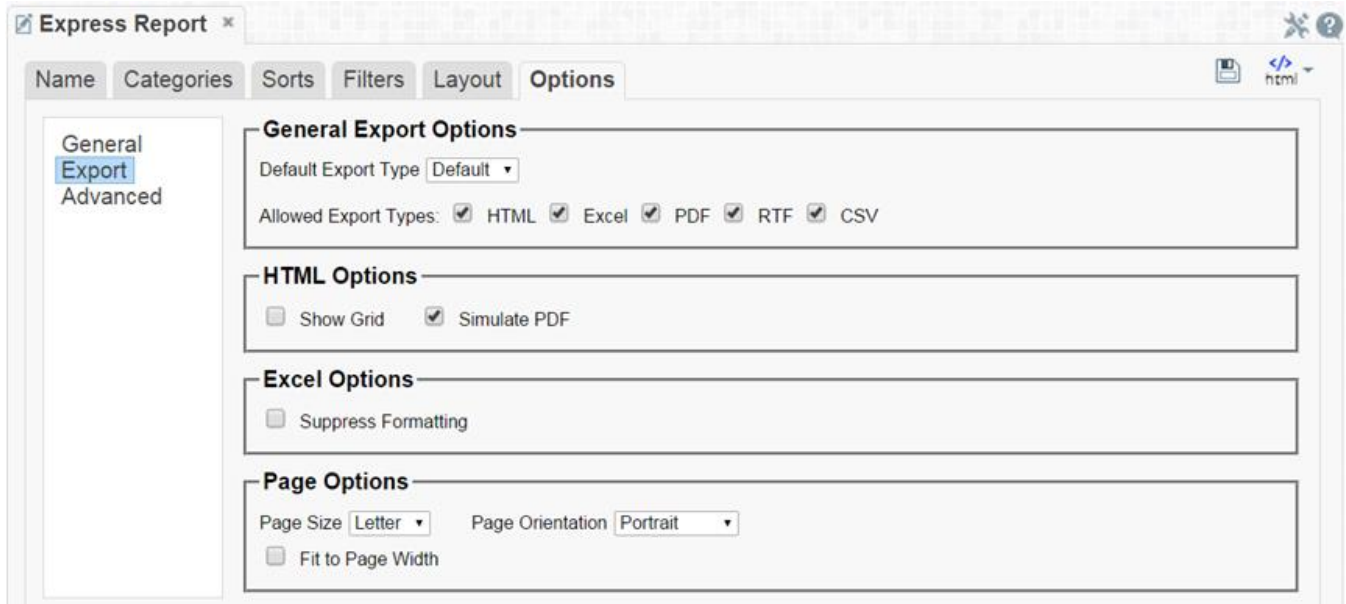 Express Report ×
Name Categories Sorts Filters Layout Options
</> html
General
Export
Advanced
General Export Options
Default Export Type Default
Allowed Export Types: HTML Excel PDF RTF CSV
HTML Options
Show Grid Simulate PDF
Excel Options
Suppress Formatting
Page Options
Page Size Letter Page Orientation Portrait
Fit to Page Width